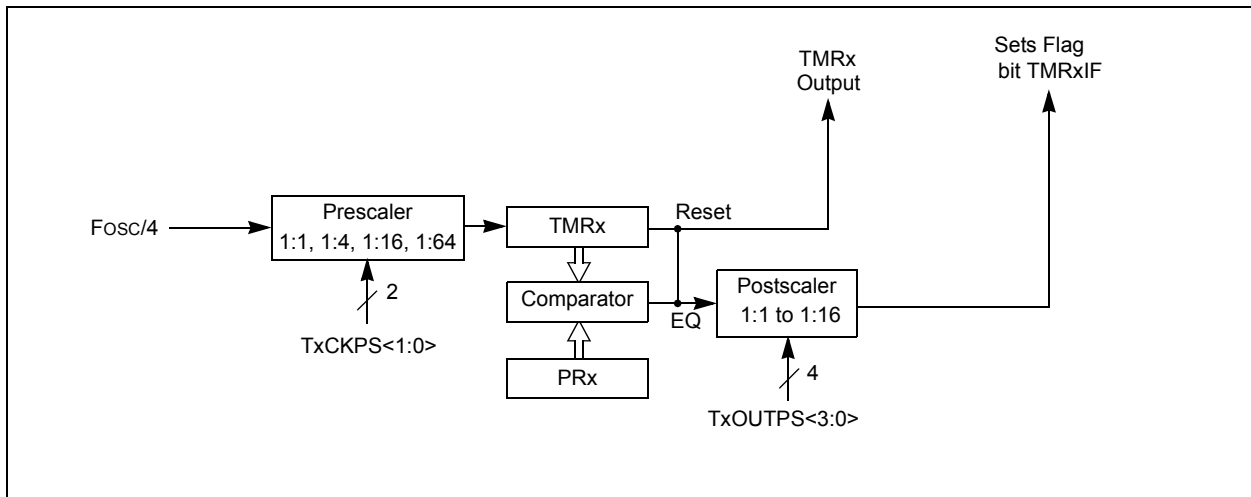 TMRx
Output
Sets Flag
bit TMRxIF
Fosc/4
Prescaler
1:1, 1:4, 1:16, 1:64
2
TxCKPS<1:0>
TMRx
Reset
Comparator
EQ
PRx
Postscaler
1:1 to 1:16
4
TxOUTPS<3:0>